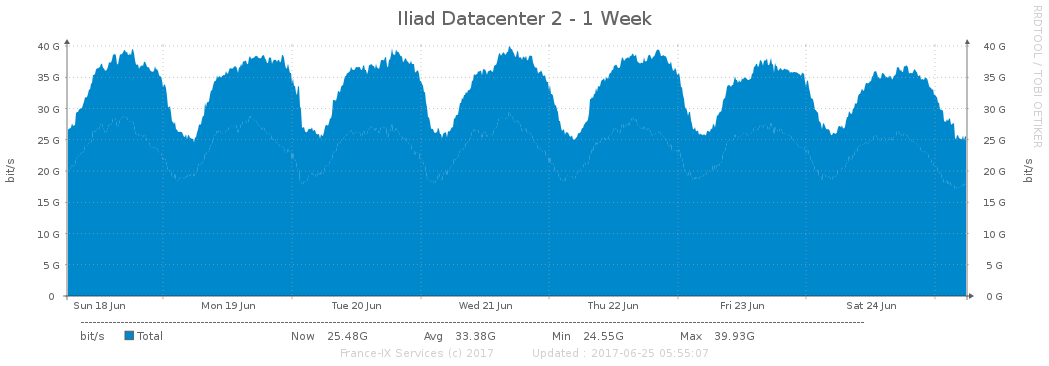 Iliad Datacenter 2 - 1 Week
RRDTOOL / TOBI OETIKER
40 G 40 G
35 G 35 G
30 G 30 G
25 G 25 G
20 G 20 G
15 G 15 G
10 G 10 G
5 G 5 G
0 0 G
bit/s bit/s
Sun 18 Jun Mon 19 Jun Tue 20 Jun Wed 21 Jun Thu 22 Jun Fri 23 Jun Sat 24 Jun
bit/s Total Now 25.48G Avg 33.38G Min 24.55G Max 39.93G
France-IX Services (c) 2017 Updated : 2017-06-25 05:55:07